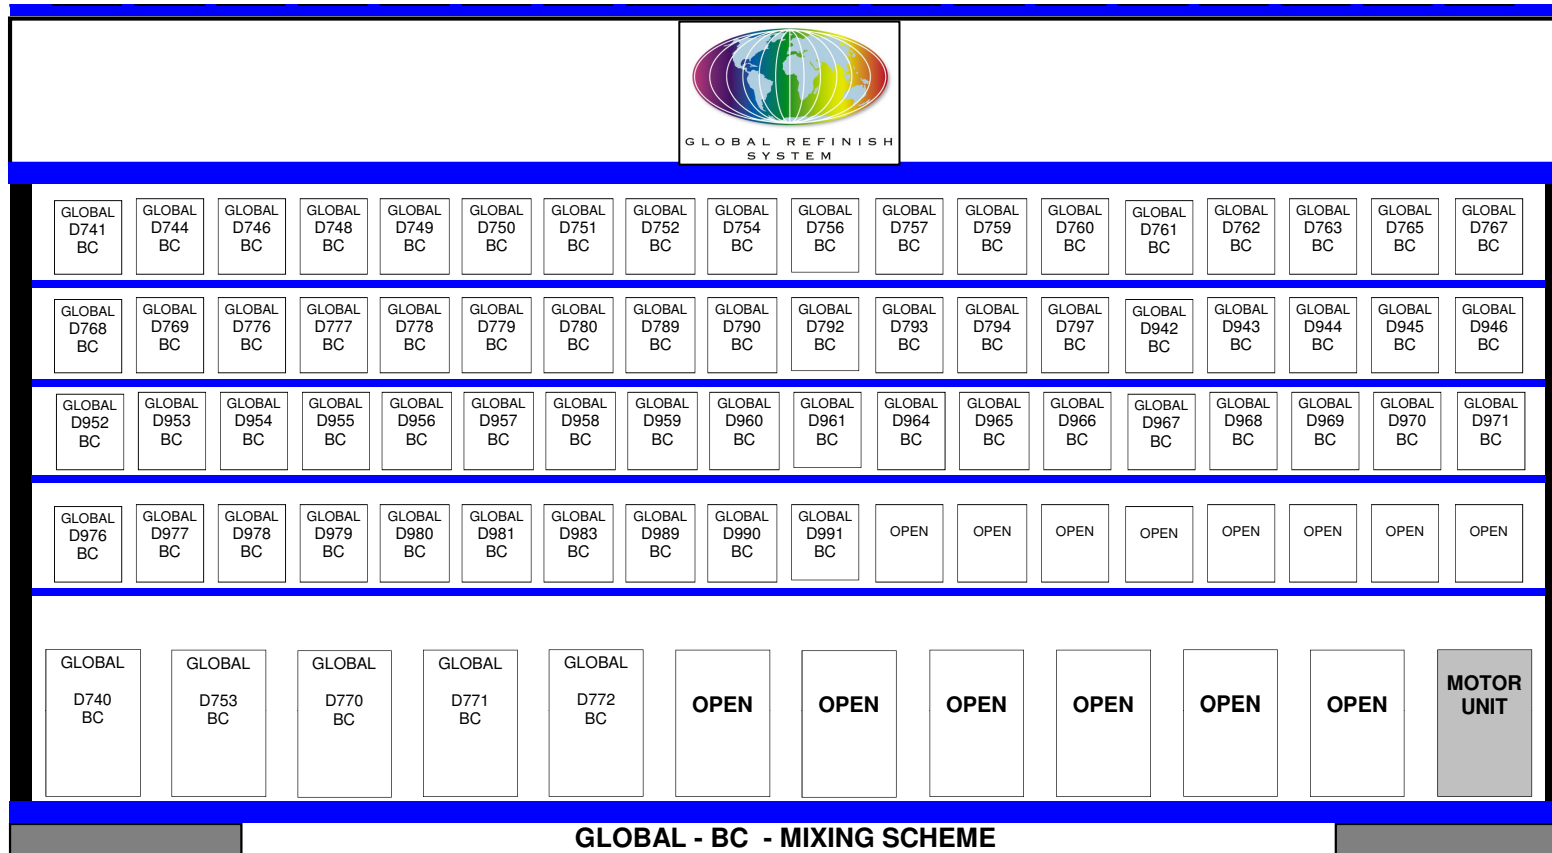 GLOBAL REFINISH
SYSTEM
GLOBAL GLOBAL GLOBAL GLOBAL GLOBAL GLOBAL GLOBAL GLOBAL GLOBAL GLOBAL GLOBAL GLOBAL GLOBAL GLOBAL GLOBAL GLOBAL GLOBAL GLOBAL
D741 D744 D746 D748 D749 D750 D751 D752 D754 D756 D757 D759 D760 D761 D762 D763 D765 D767
BC BC BC BC BC BC BC BC BC BC BC BC BC BC BC BC BC BC
GLOBAL GLOBAL GLOBAL GLOBAL GLOBAL GLOBAL GLOBAL GLOBAL GLOBAL GLOBAL GLOBAL GLOBAL GLOBAL GLOBAL GLOBAL GLOBAL GLOBAL GLOBAL
D768 D769 D776 D777 D778 D779 D780 D789 D790 D792 D793 D794 D797 D942 D943 D944 D945 D946
BC BC BC BC BC BC BC BC BC BC BC BC BC BC BC BC BC BC
GLOBAL GLOBAL GLOBAL GLOBAL GLOBAL GLOBAL GLOBAL GLOBAL GLOBAL GLOBAL GLOBAL GLOBAL GLOBAL GLOBAL GLOBAL GLOBAL GLOBAL GLOBAL
D952 D953 D954 D955 D956 D957 D958 D959 D960 D961 D964 D965 D966 D967 D968 D969 D970 D971
BC BC BC BC BC BC BC BC BC BC BC BC BC BC BC BC BC BC
GLOBAL GLOBAL GLOBAL GLOBAL GLOBAL GLOBAL GLOBAL GLOBAL GLOBAL GLOBAL
D976 D977 D978 D979 D980 D981 D983 D989 D990 D991 OPEN OPEN OPEN OPEN OPEN OPEN OPEN OPEN
BC BC BC BC BC BC BC BC BC BC
GLOBAL GLOBAL GLOBAL GLOBAL GLOBAL
D740 D753 D770 D771 D772 OPEN OPEN OPEN OPEN OPEN OPEN MOTOR
BC BC BC BC BC UNIT
GLOBAL - BC - MIXING SCHEME